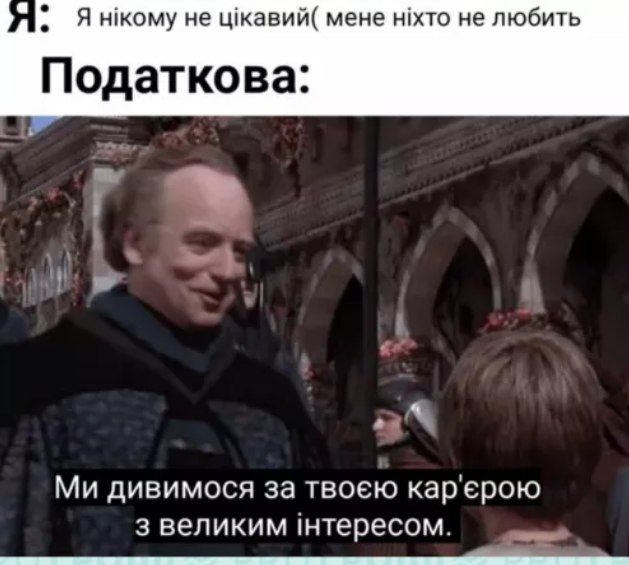 Я: Я нікому не цікавий( мене ніхто не любить
Податкова:
Ми дивимося за твоєю кар'єрою
з великим інтересом.